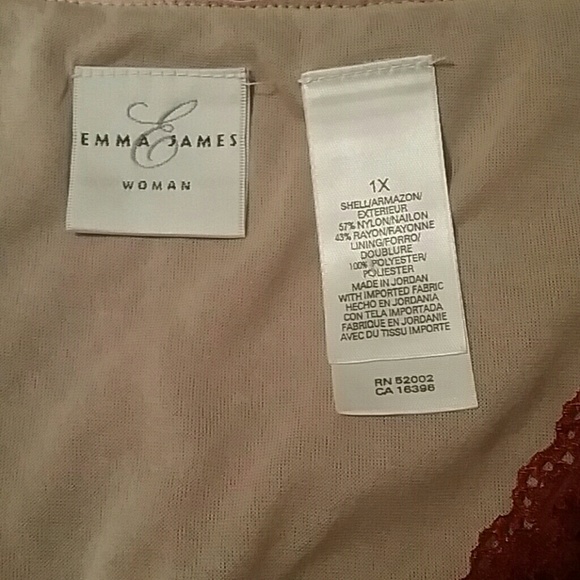 E
EMMA JAMES
WOMAN
1X
SHELL/ARMAZON/
EXTERIEUR
57% NYLON/NAILON
43% RAYON/RAYONNE
LINING/FORRO/
DOUBLURE
100% POLYESTER/
POLIESTER
MADE IN JORDAN
WITH IMPORTED FABRIC
HECHO EN JORDANIA
CON TELA IMPORTADA
FABRIQUE EN JORDANIE
AVEC DU TISSU IMPORTE
RN 52002
CA 16396